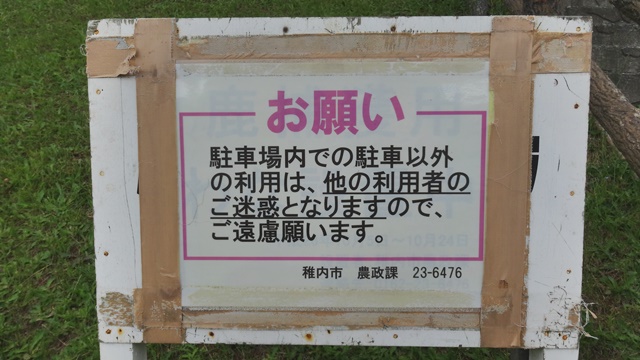 お願い
駐車場内での駐車以外
の利用は、他の利用者の
ご迷惑となりますので、
ご遠慮願います。
稚内市 農政課 23-6476